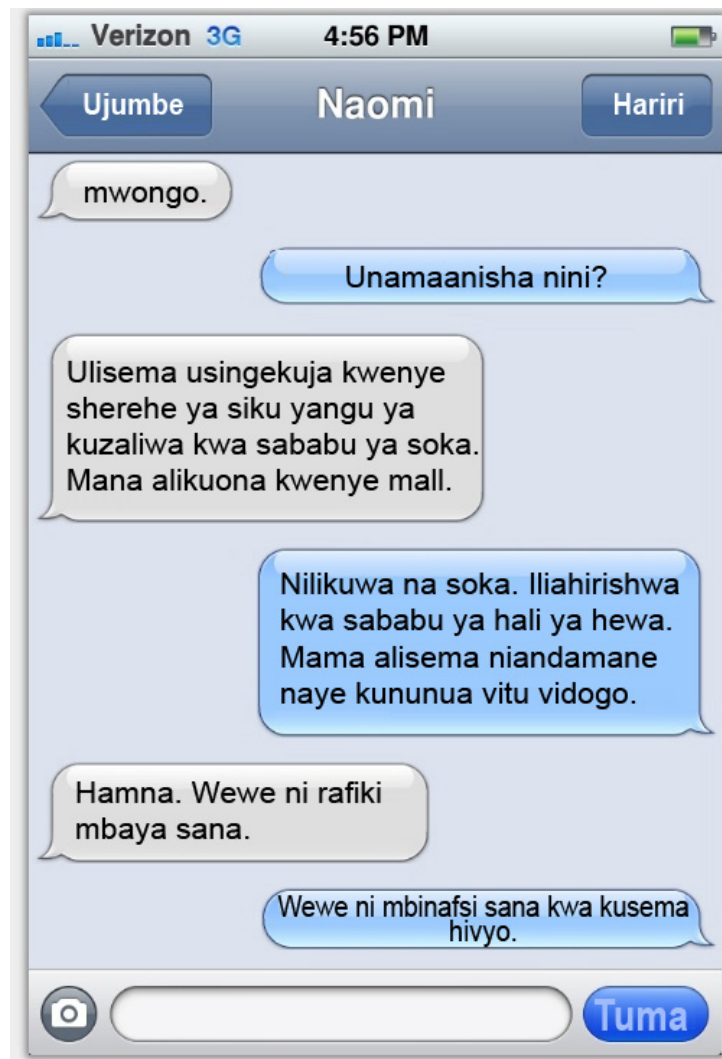 Verizon 3G 4:56 PM
Ujumbe Naomi Hariri
mwongo.
Unamaanisha nini?
Ulisema usingekuja kwenye
sherehe ya siku yangu ya
kuzaliwa kwa sababu ya soka.
Mana alikuona kwenye mall.
Nilikuwa na soka. Iliahirishwa
kwa sababu ya hali ya hewa.
Mama alisema niandamane
naye kununua vitu vidogo.
Hamna. Wewe ni rafiki
mbaya sana.
Wewe ni mbinafsi sana kwa kusema
hivyo.
Tuma